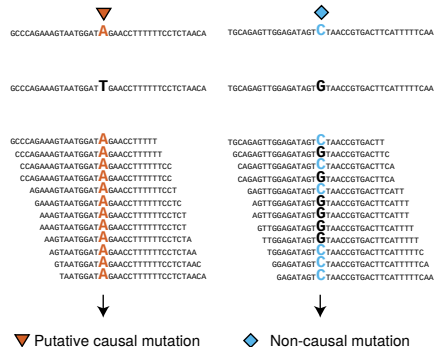 GCCCAGAAAGTAATGGATAGAACCTTTTTTCCTCTAACA
TGCAGAGTTGGAGATAGTCTAACCGTGACTTCATTTTTCAA
GCCCAGAAAGTAATGGATTGAACCTTTTTTCCTCTAACA
TGCAGAGTTGGAGATAGTGTAACCGTGACTTCATTTTTCAA
GCCCAGAAAGTAATGGATAGAACCTTTTT
TGCAGAGTTGGAGATAGTCTAACCGTGACTT
CCCAGAAAGTAATGGATAGAACCTTTTTT
GCAGAGTTGGAGATAGTGTAACCGTGACTTC
CCAGAAAGTAATGGATAGAACCTTTTTTCC
CAGAGTTGGAGATAGTCTAACCGTGACTTCA
CCAGAAAGTAATGGATAGAACCTTTTTTCC
CAGAGTTGGAGATAGTGTAACCGTGACTTCA
AGAAAGTAATGGATAGAACCTTTTTTCCT
GAGTTGGAGATAGTCTAACCGTGACTTCATT
GAAAGTAATGGATAGAACCTTTTTTCCTC
AGTTGGAGATAGTGTAACCGTGACTTCATTT
AAAGTAATGGATAGAACCTTTTTTCCTCT
AGTTGGAGATAGTGTAACCGTGACTTCATTT
AAAGTAATGGATAGAACCTTTTTTCCTCT
GTTGGAGATAGTGTAACCGTGACTTCATTTT
AAGTAATGGATAGAACCTTTTTTCCTCTA
TTGGAGATAGTGTAACCGTGACTTCATTTTT
AGTAATGGATAGAACCTTTTTTCCTCTAA
TGGAGATAGTCTAACCGTGACTTCATTTTTC
GTAATGGATAGAACCTTTTTTCCTCTAAC
GGAGATAGTCTAACCGTGACTTCATTTTTCA
TAATGGATAGAACCTTTTTTCCTCTAACA
GAGATAGTCTAACCGTGACTTCATTTTTCAA
Putative causal mutation
Non-causal mutation